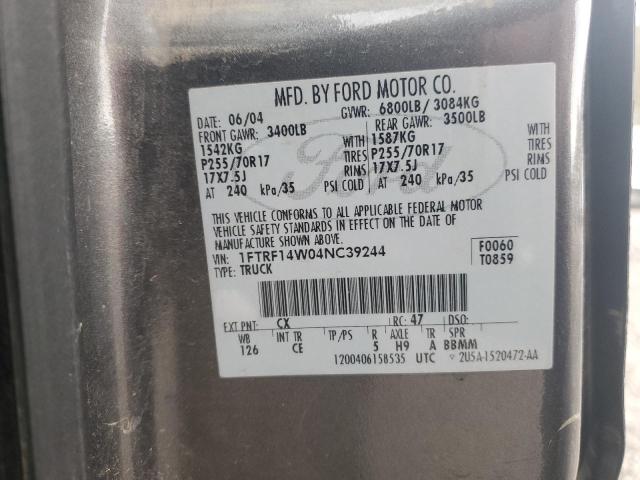 MFD. BY FORD MOTOR CO.
DATE: 06/04 GVWR: 6800LB/ 3084KG
FRONT GAWR: 3400LB REAR GAWR: 3500LB
1542KG WITH 1587KG WITH
P255/70R17 TIRES P255/70R17 TIRES
17X7.5J RIMS 17X7.5J RIMS
AT 240 kPa/35 PSI COLD AT 240 kPa/35 PSI COLD
Ford
THIS VEHICLE CONFORMS TO ALL APPLICABLE FEDERAL MOTOR
VEHICLE SAFETY STANDARDS IN EFFECT ON THE DATE OF
MANUFACTURE SHOWN ABOVE.
VIN: 1FTRF14W04NC39244 F0060
TYPE: TRUCK T0859
EXT PNT: CX RC: 47 DSO:
WB INT TR TP/PS R AXLE TR SPR
126 CE 5 H9 A BBMM
1200406158535 UTC 2U5A-1520472-AA